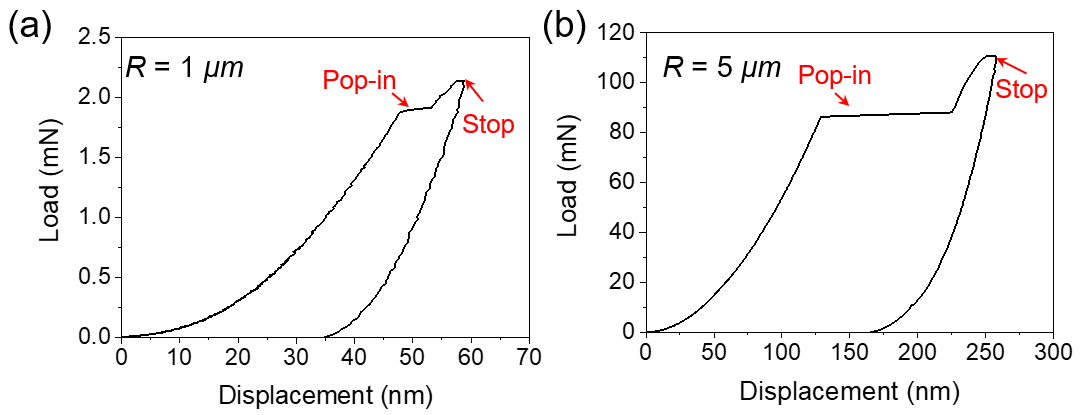 (a)
R = 1 μm
Pop-in
Stop
Load (mN)
2.5
2.0
1.5
1.0
0.5
0.0
0 10 20 30 40 50 60 70
Displacement (nm)
(b)
R = 5 μm
Pop-in
Stop
Load (mN)
120
100
80
60
40
20
0
0 50 100 150 200 250 300
Displacement (nm)